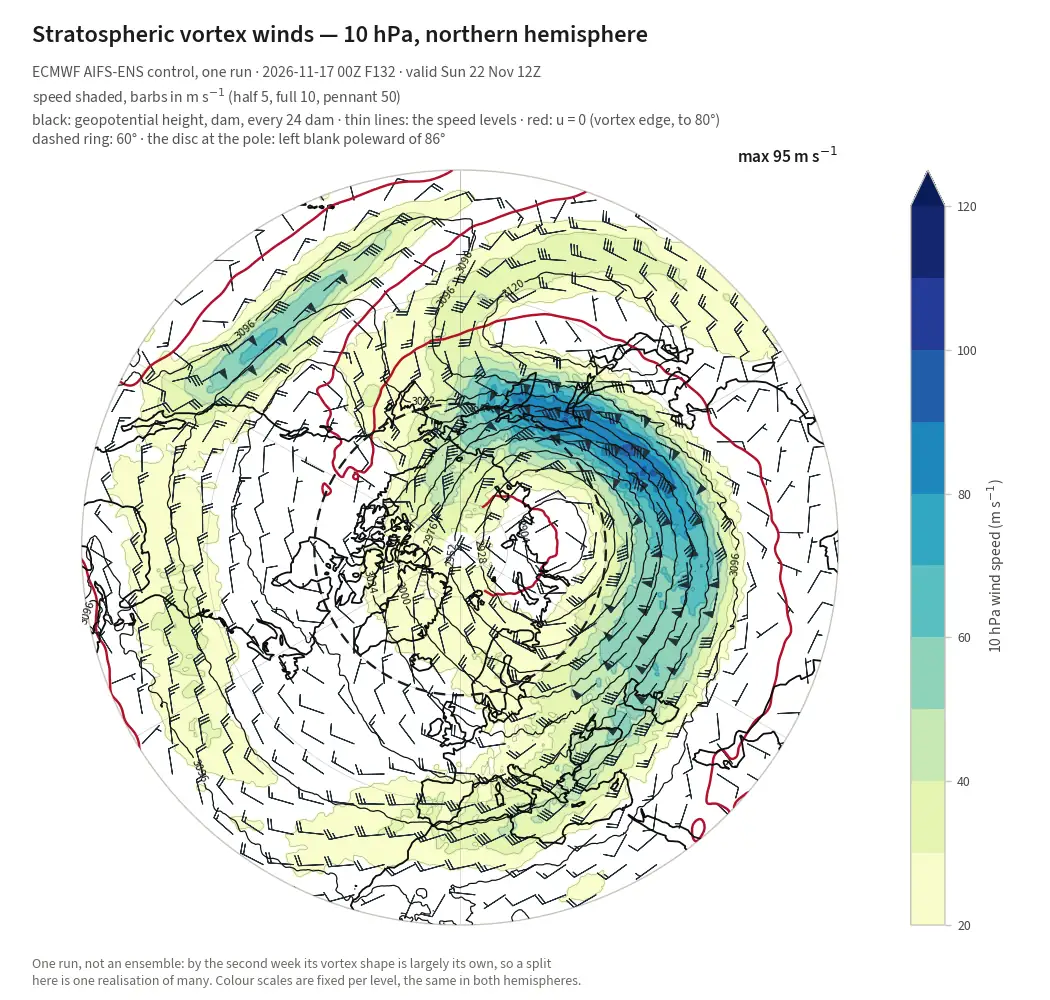 Stratospheric vortex winds — 10 hPa, northern hemisphere
ECMWF AIFS-ENS control, one run · 2026-11-17 00Z F132 · valid Sun 22 Nov 12Z
speed shaded, barbs in m s⁻¹ (half 5, full 10, pennant 50)
black: geopotential height, dam, every 24 dam · thin lines: the speed levels · red: u = 0 (vortex edge, to 80°)
dashed ring: 60° · the disc at the pole: left blank poleward of 86°
max 95 m s⁻¹
120
100
80
60
40
20
10 hPa wind speed (m s⁻¹)
3096
3096
3096
3120
2976
2928
3096
3096
3096
One run, not an ensemble: by the second week its vortex shape is largely its own, so a split
here is one realisation of many. Colour scales are fixed per level, the same in both hemispheres.